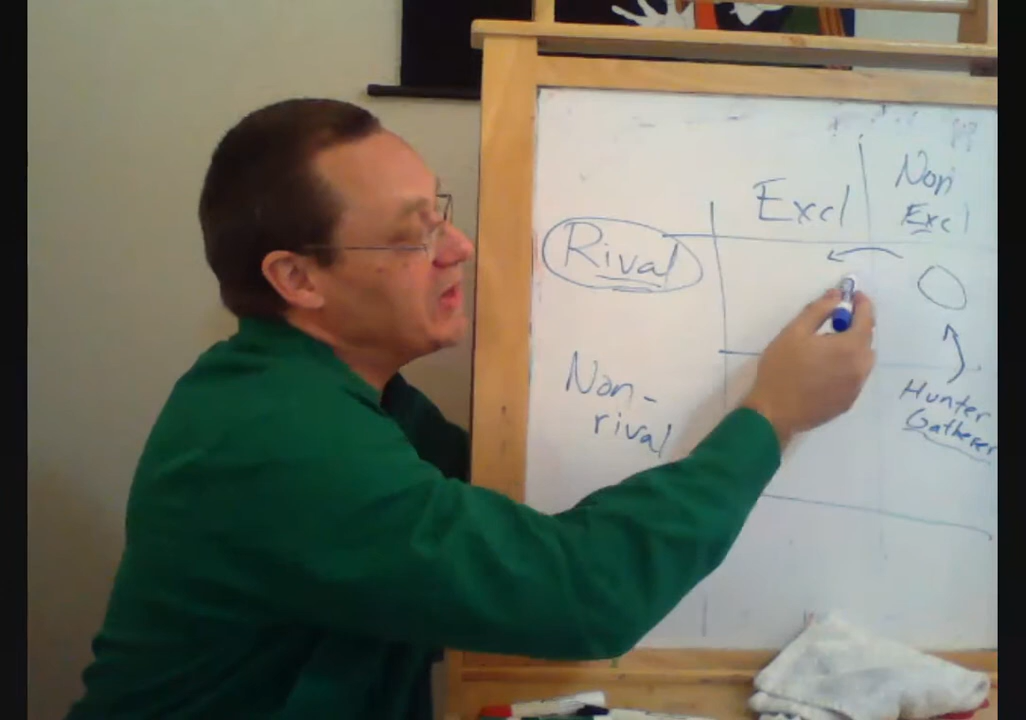 Excl
Non
Excl
Rival
Non-
rival
Hunter
Gatherer